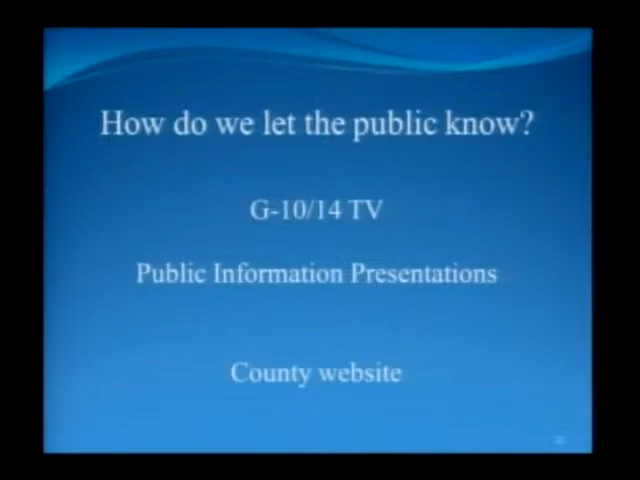 How do we let the public know?
G-10/14 TV
Public Information Presentations
County website